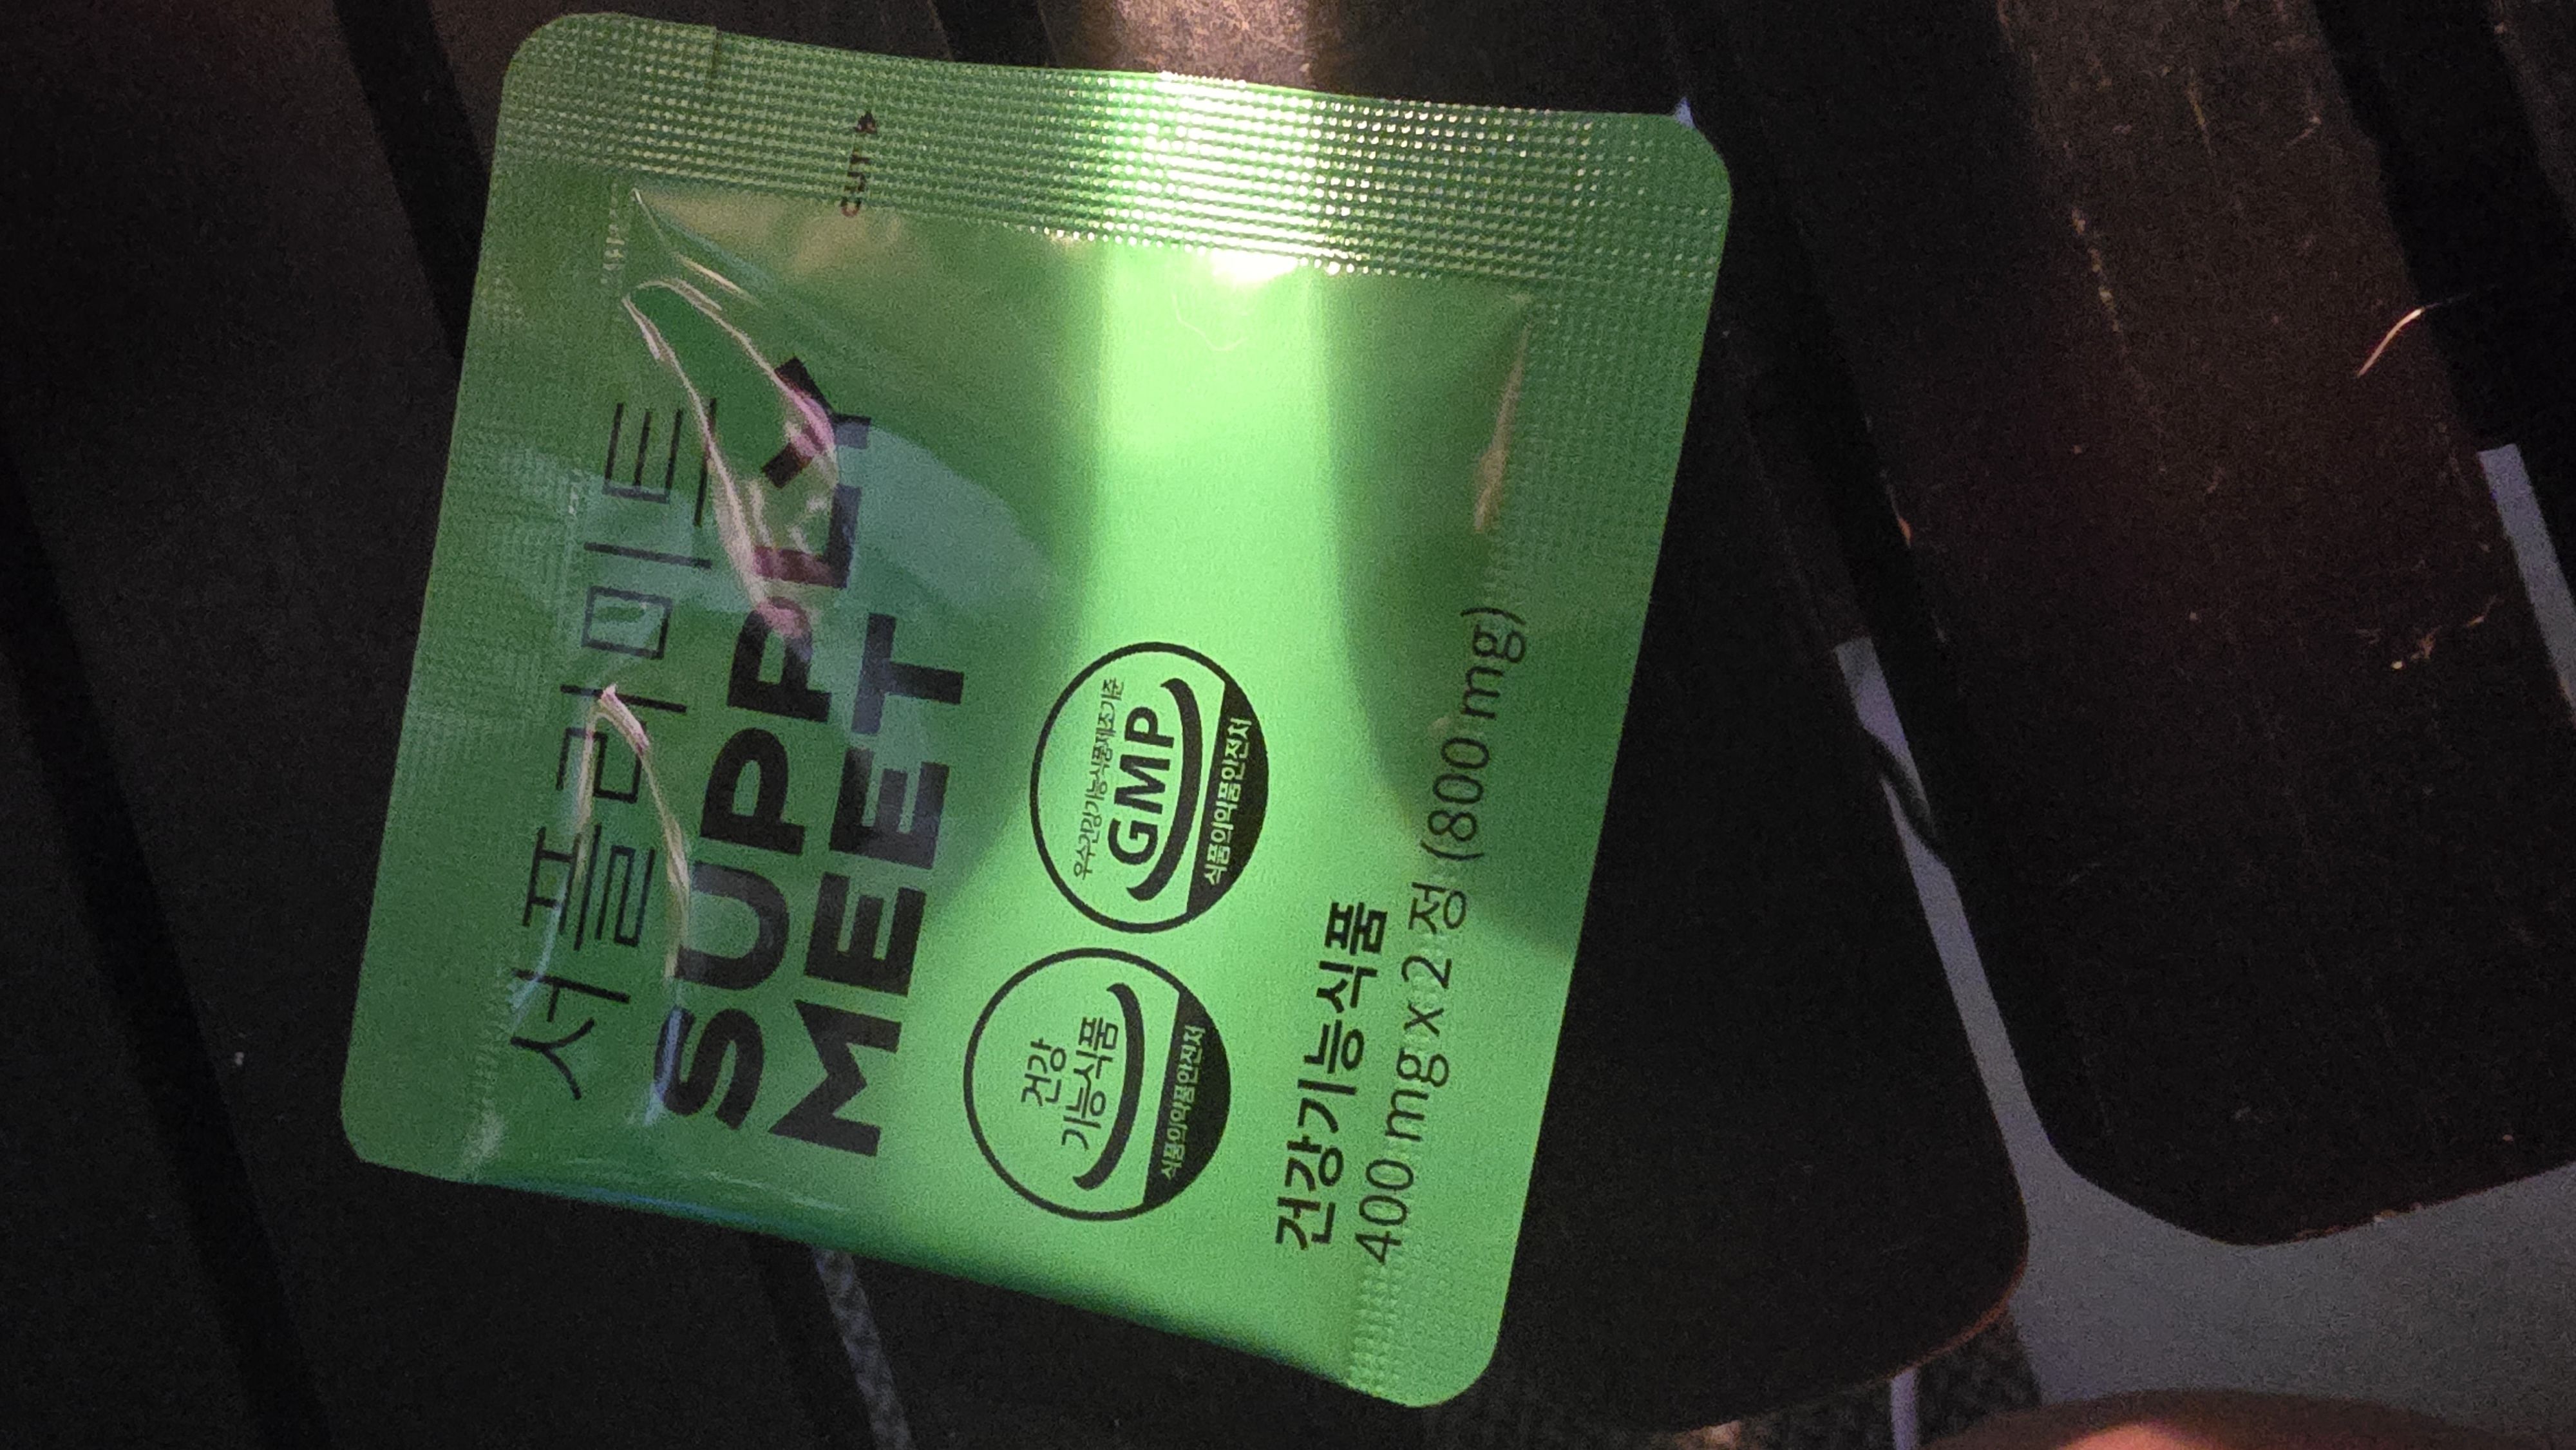 CUT
서플라이미트
SUPPLY
MEET
건강
기능식품
식품의약품안전처
우수건강기능식품제조기준
GMP
식품의약품안전처
건강기능식품
400 mg x 2 정 (800 mg)